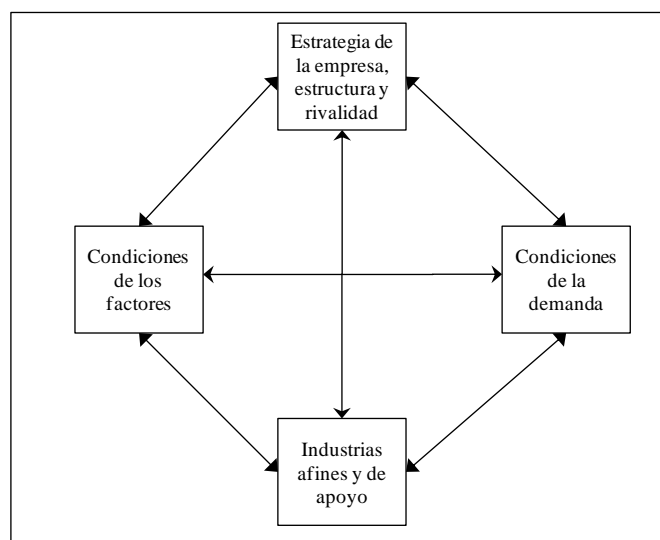 Estrategia de
la empresa,
estructura y
rivalidad
Condiciones
de los
factores
Condiciones
de la
demanda
Industrias
afines y de
apoyo